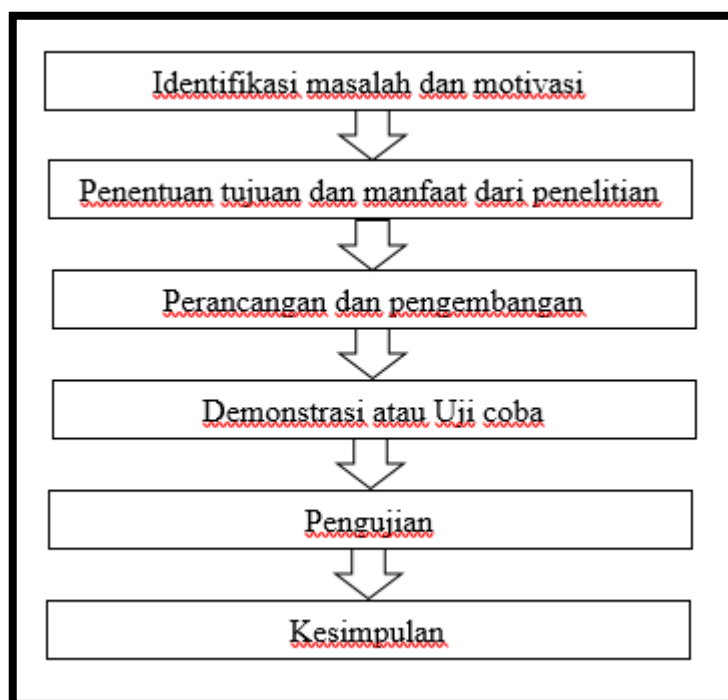 Identifikasi masalah dan motivasi
Penentuan tujuan dan manfaat dari penelitian
Perancangan dan pengembangan
Demonstrasi atau Uji coba
Pengujian
Kesimpulan